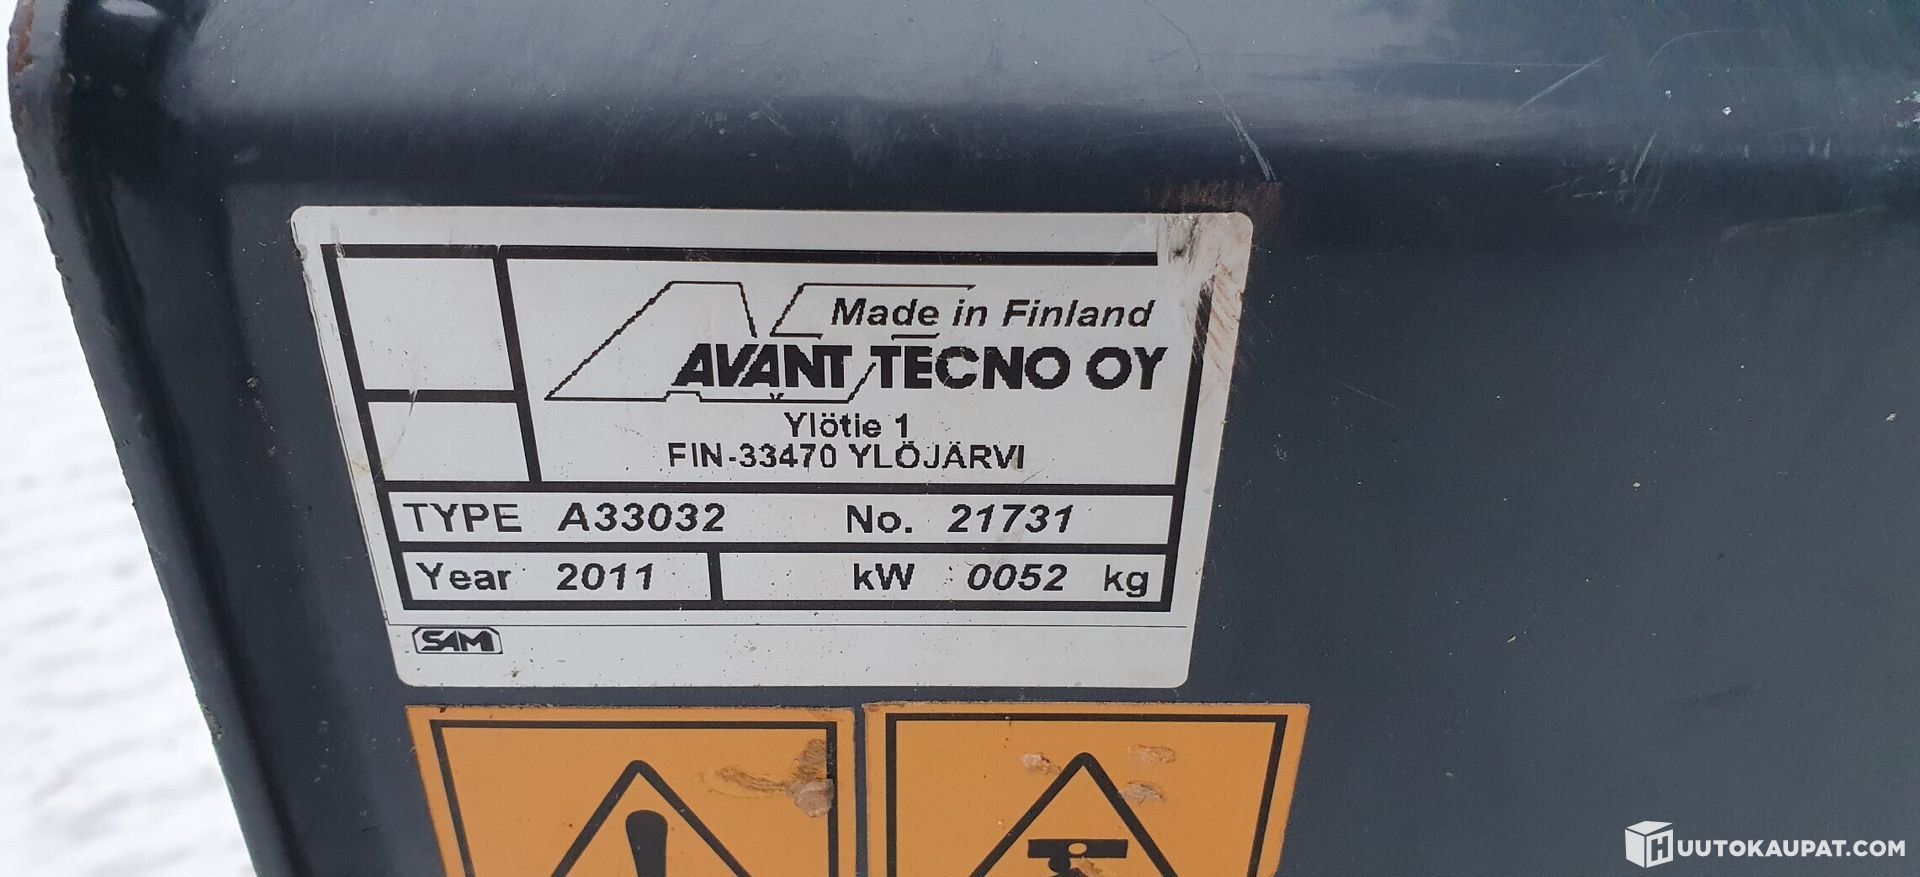 Made in Finland
AVANT TECNO OY
Ylötie 1
FIN-33470 YLÖJÄRVI
TYPE A33032 No. 21731
Year 2011 kW 0052 kg
SAMI
HUUTOKAUPAT.COM